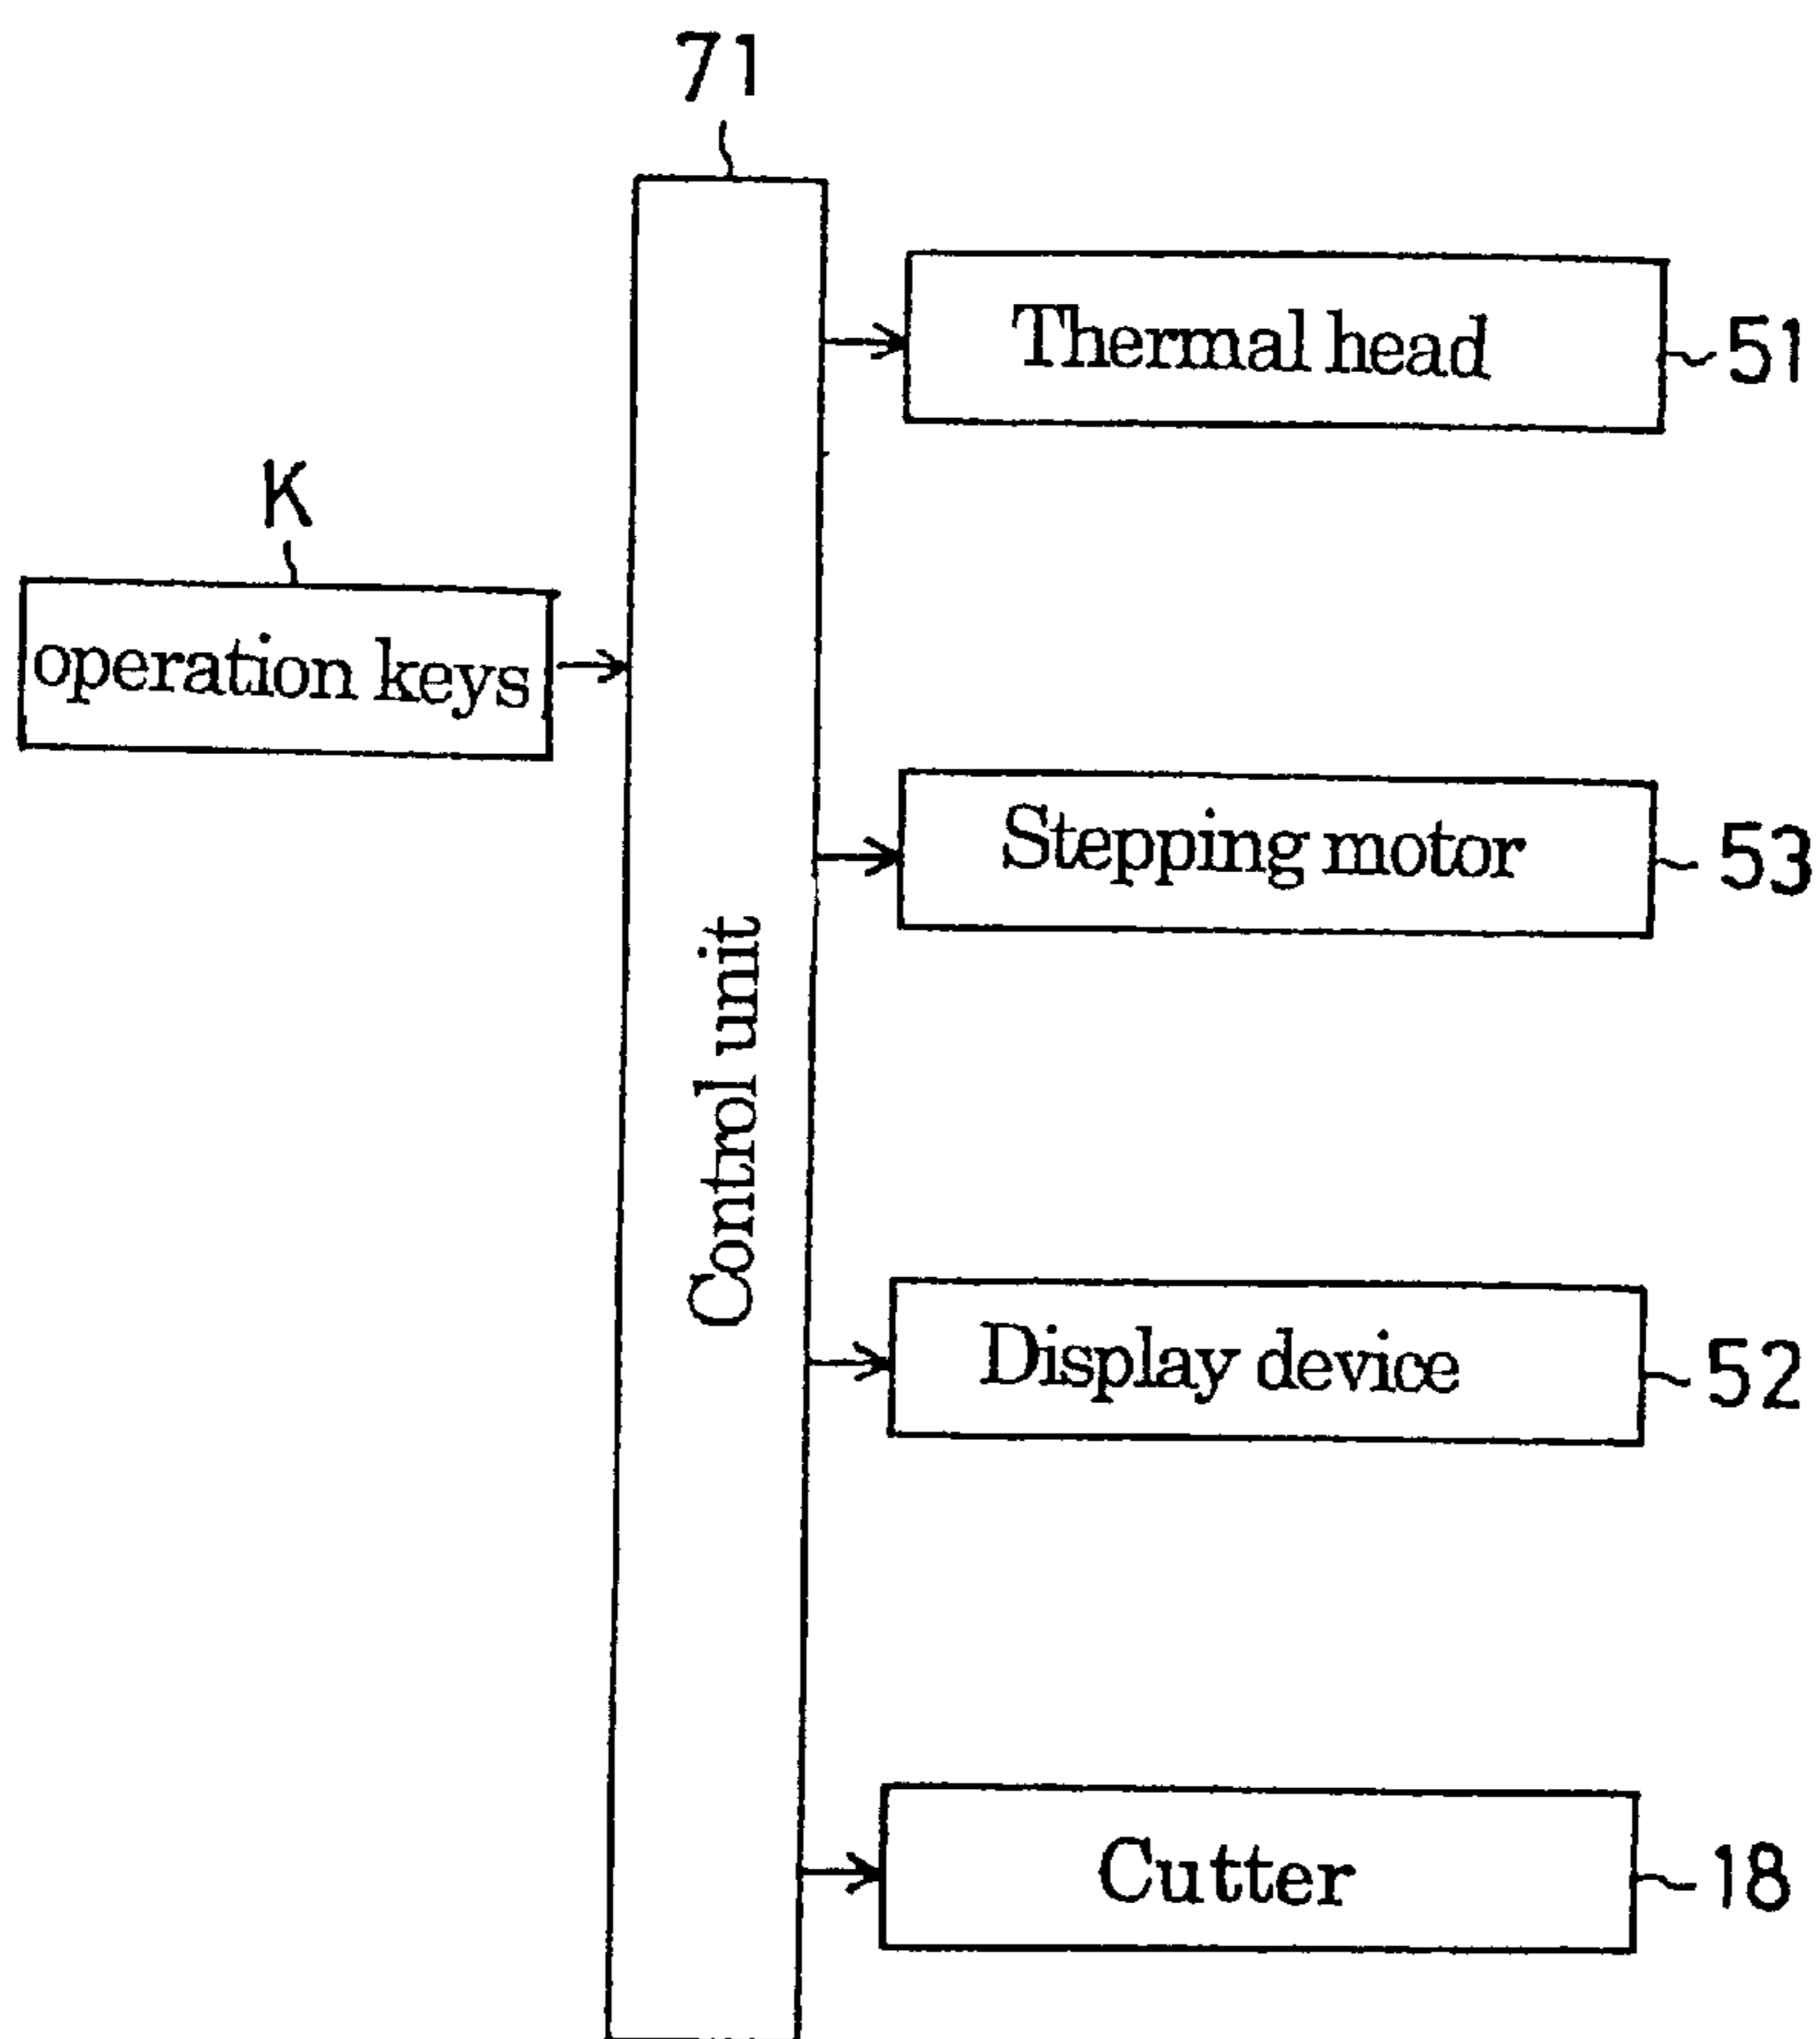 71
Thermal head
51
K
operation keys
Stepping motor
53
Control unit
Display device
52
Cutter
18